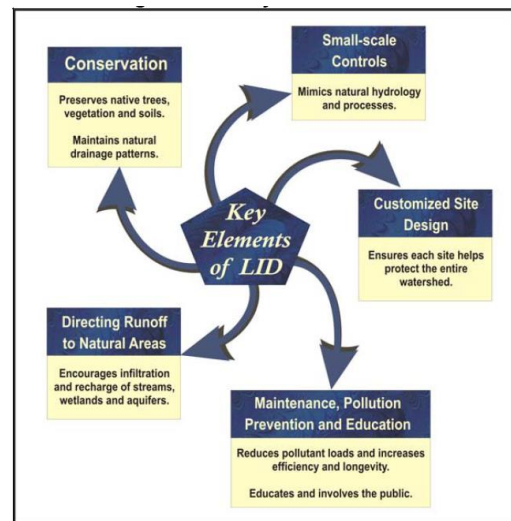 Conservation
Preserves native trees,
vegetation and soils.
Maintains natural
drainage patterns.
Small-scale
Controls
Mimics natural hydrology
and processes.
Key
Elements
of LID
Customized Site
Design
Ensures each site helps
protect the entire
watershed.
Directing Runoff
to Natural Areas
Encourages infiltration
and recharge of streams,
wetlands and aquifers.
Maintenance, Pollution
Prevention and Education
Reduces pollutant loads and increases
efficiency and longevity.
Educates and involves the public.